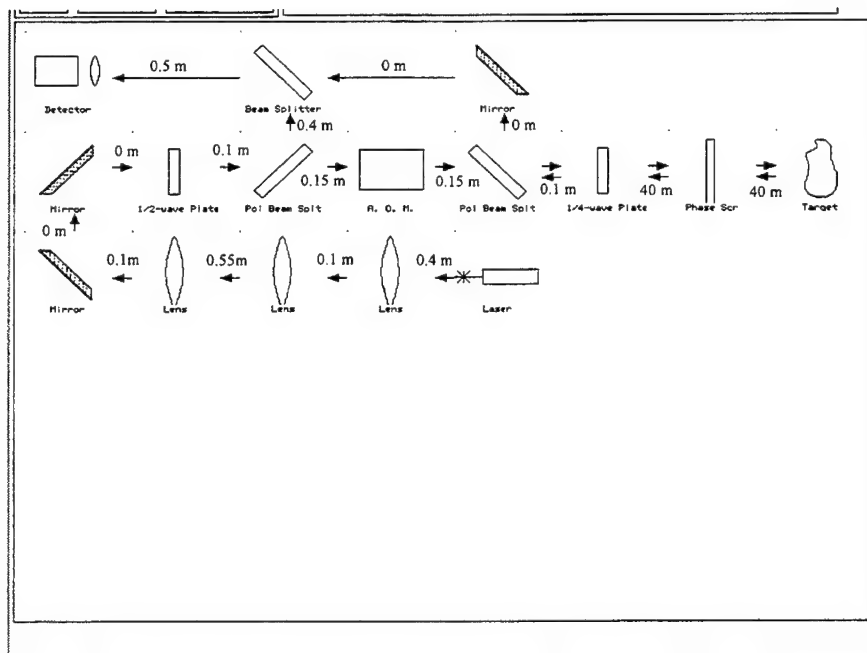 0.5 m 0 m
Detector Beam Splitter Mirror
0.4 m 0 m
0 m 0.1 m 0.15 m 0.15 m 0.1 m 40 m 40 m
Mirror 1/2-wave Plate Pol Beam Splt A. O. M. Pol Beam Splt 1/4-wave Plate Phase Scr Target
0 m
0.1m 0.55m 0.1 m 0.4 m
Mirror Lens Lens Lens Laser